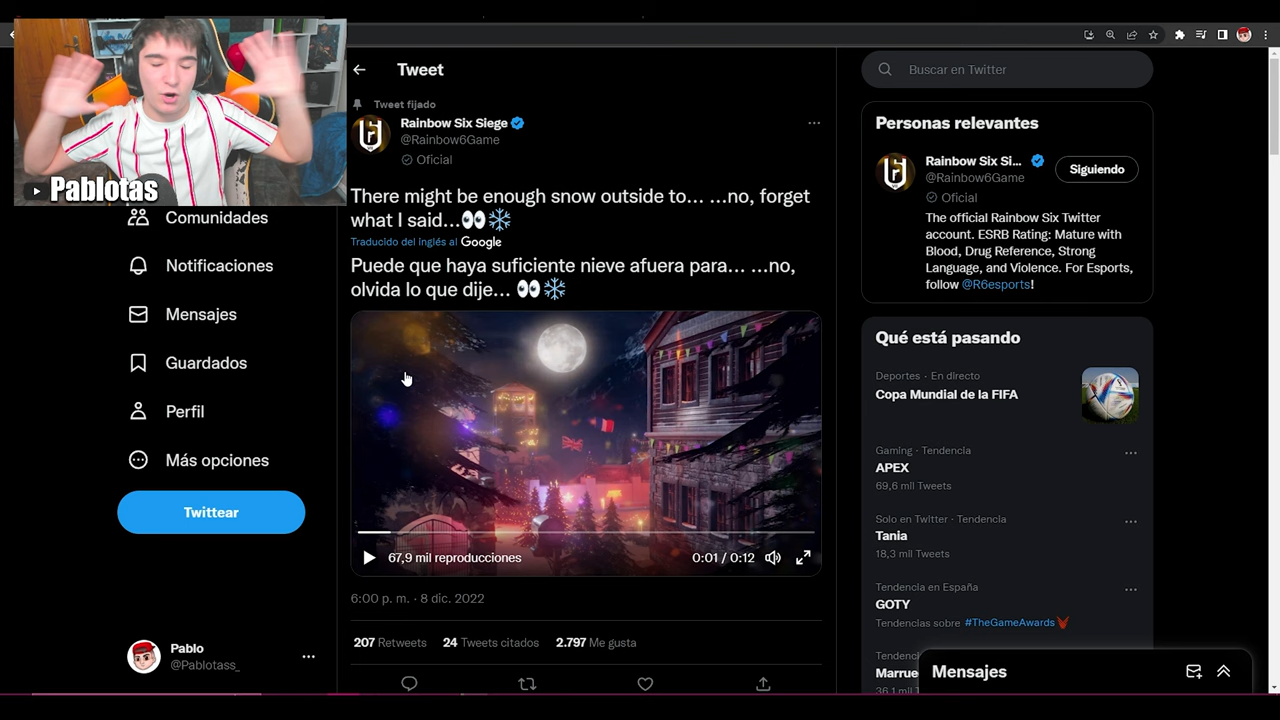 Pablotas
Comunidades
Notificaciones
Mensajes
Guardados
Perfil
Más opciones
Twittear
Pablo
@Pablotass_
Tweet
Tweet fijado
Rainbow Six Siege
@Rainbow6Game
Oficial
There might be enough snow outside to… …no, forget
what I said…👀❄️
Traducido del inglés al Google
Puede que haya suficiente nieve afuera para… …no,
olvida lo que dije… 👀❄️
67,9 mil reproducciones
0:01 / 0:12
6:00 p. m. · 8 dic. 2022
207 Retweets 24 Tweets citados 2.797 Me gusta
Buscar en Twitter
Personas relevantes
Rainbow Six Si...
@Rainbow6Game
Siguiendo
Oficial
The official Rainbow Six Twitter
account. ESRB Rating: Mature with
Blood, Drug Reference, Strong
Language, and Violence. For Esports,
follow @R6esports!
Qué está pasando
Deportes · En directo
Copa Mundial de la FIFA
Gaming · Tendencia
APEX
69,6 mil Tweets
Solo en Twitter · Tendencia
Tania
18,3 mil Tweets
Tendencia en España
GOTY
Tendencias sobre #TheGameAwards
Mensajes